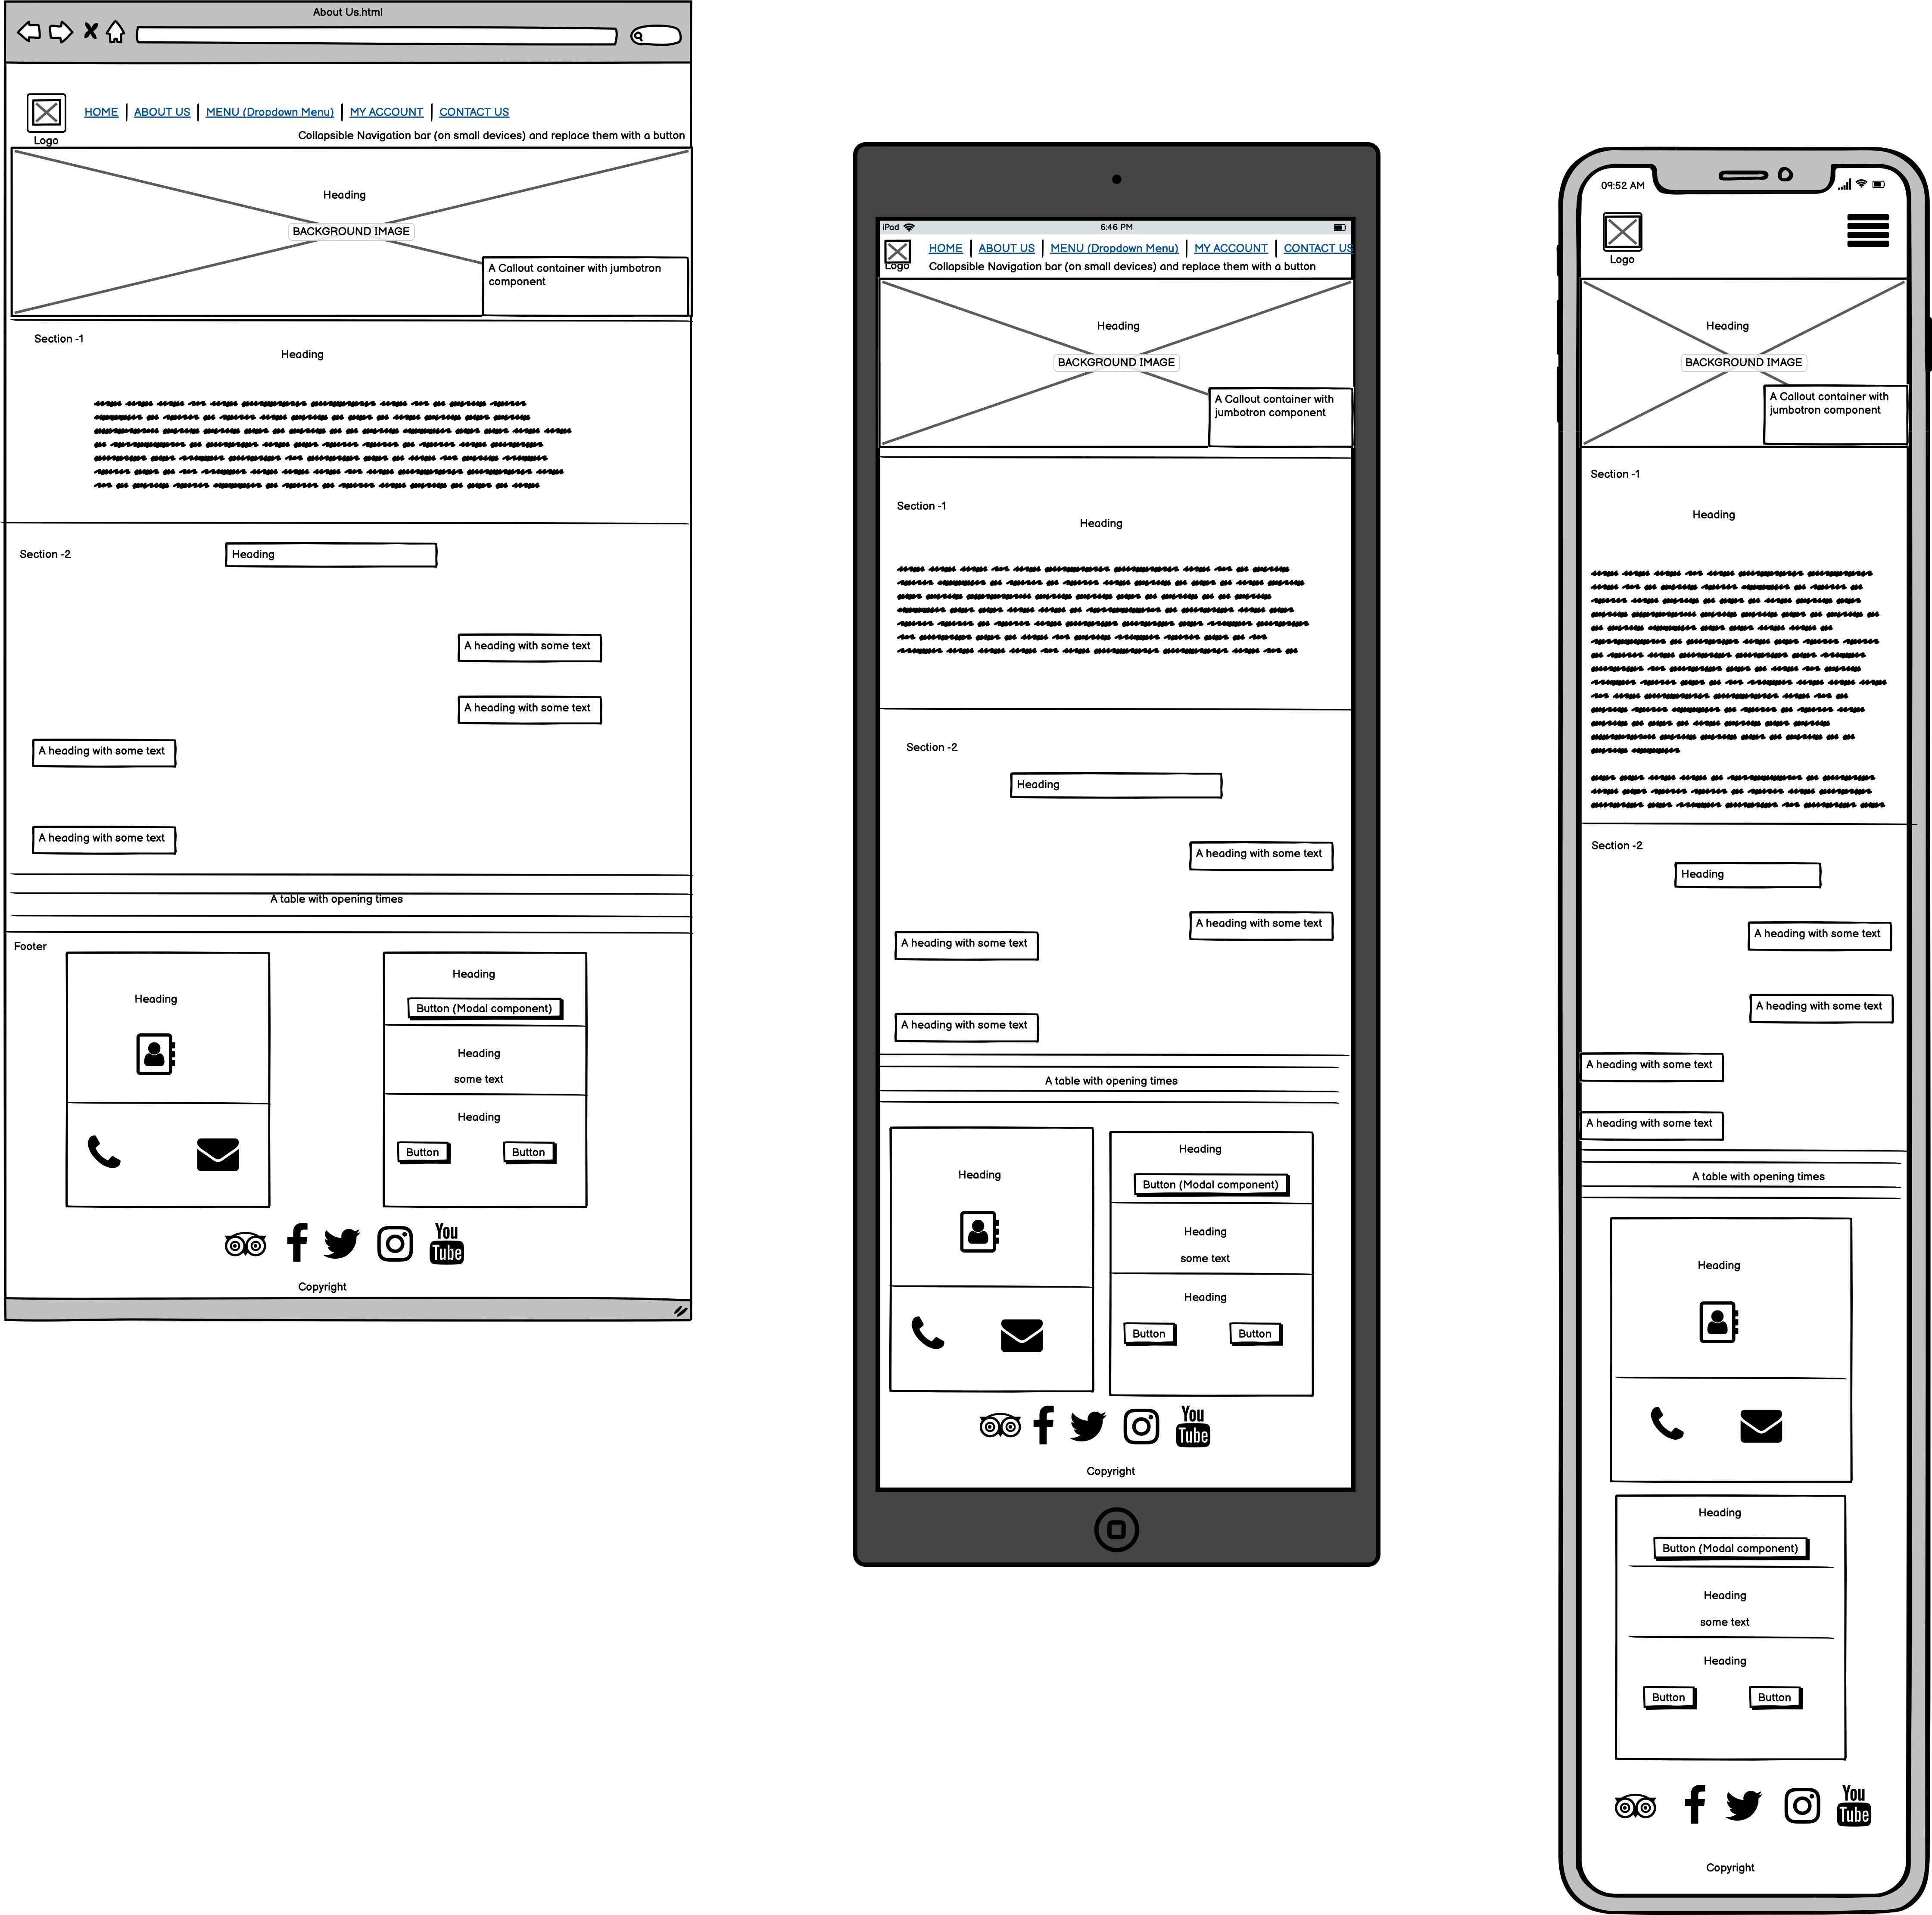 About Us.html
HOME
ABOUT US
MENU (Dropdown Menu)
MY ACCOUNT
CONTACT US
Logo
Collapsible Navigation bar (on small devices) and replace them with a button
Heading
BACKGROUND IMAGE
A Callout container with jumbotron
component
Section -1
Heading
Section -2
Heading
A heading with some text
A heading with some text
A heading with some text
A heading with some text
A table with opening times
Footer
Heading
Heading
Button (Modal component)
Heading
some text
Heading
Button
Button
You
Tube
Copyright
iPad
6:46 PM
HOME
ABOUT US
MENU (Dropdown Menu)
MY ACCOUNT
CONTACT US
Logo
Collapsible Navigation bar (on small devices) and replace them with a button
Heading
BACKGROUND IMAGE
A Callout container with
jumbotron component
Section -1
Heading
Section -2
Heading
A heading with some text
A heading with some text
A heading with some text
A heading with some text
A table with opening times
Heading
Heading
Button (Modal component)
Heading
some text
Heading
Button
Button
You
Tube
Copyright
09:52 AM
Logo
Heading
BACKGROUND IMAGE
A Callout container with
jumbotron component
Section -1
Heading
Section -2
Heading
A heading with some text
A heading with some text
A heading with some text
A heading with some text
A table with opening times
Heading
Heading
Button (Modal component)
Heading
some text
Heading
Button
Button
You
Tube
Copyright